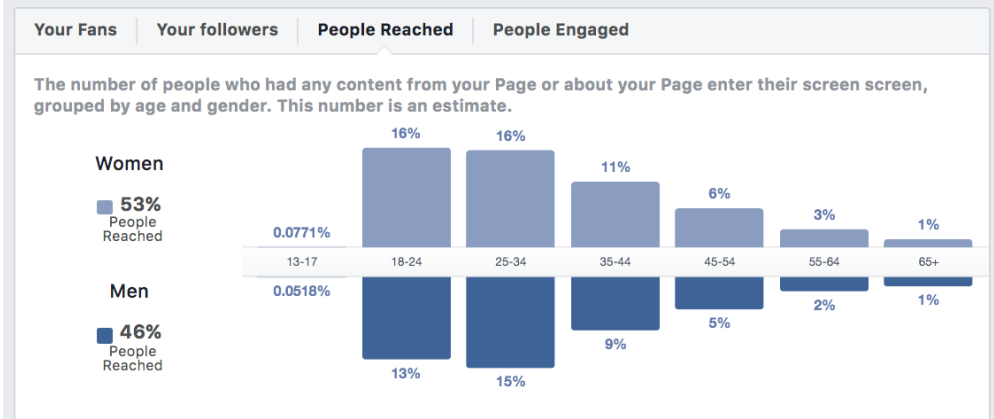 Your Fans Your followers People Reached People Engaged
The number of people who had any content from your Page or about your Page enter their screen screen,
grouped by age and gender. This number is an estimate.
Women
53%
People
Reached
0.0771% 16% 16% 11% 6% 3% 1%
13-17 18-24 25-34 35-44 45-54 55-64 65+
Men
46%
People
Reached
0.0518% 13% 15% 9% 5% 2% 1%